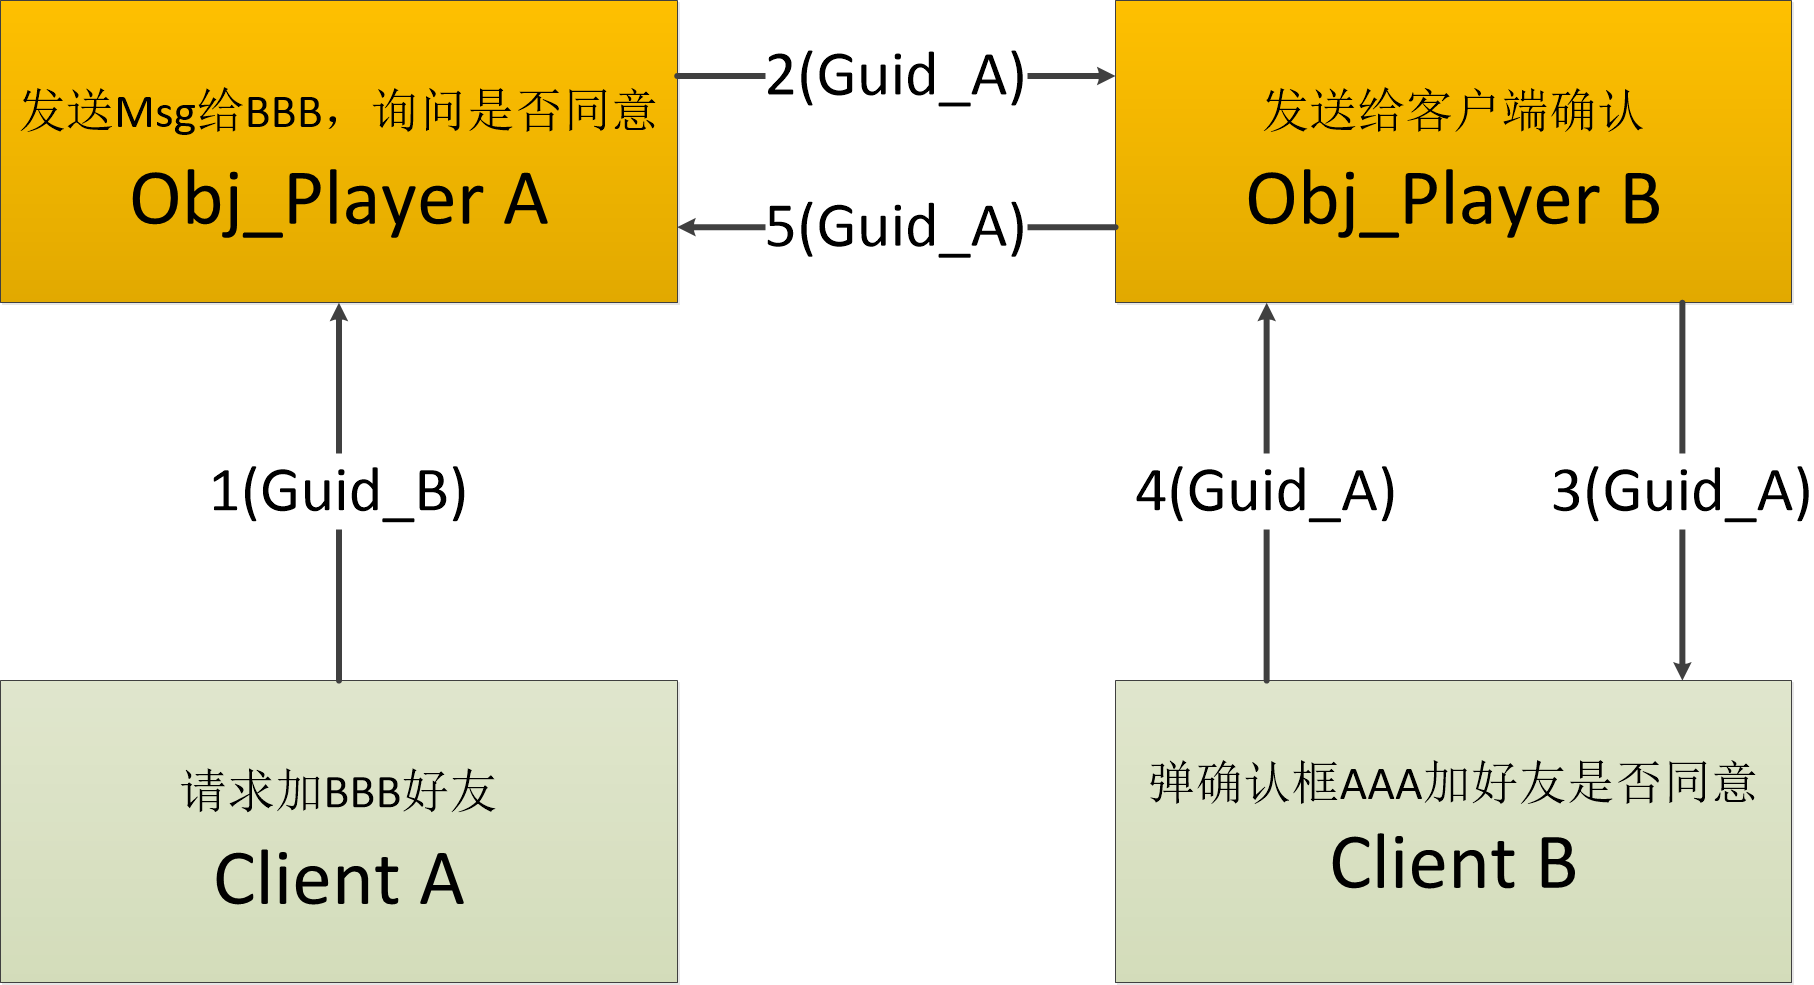 发送Msg给BBB，询问是否同意
Obj_Player A
2(Guid_A)
5(Guid_A)
发送给客户端确认
Obj_Player B
1(Guid_B)
4(Guid_A)
3(Guid_A)
请求加BBB好友
Client A
弹确认框AAA加好友是否同意
Client B